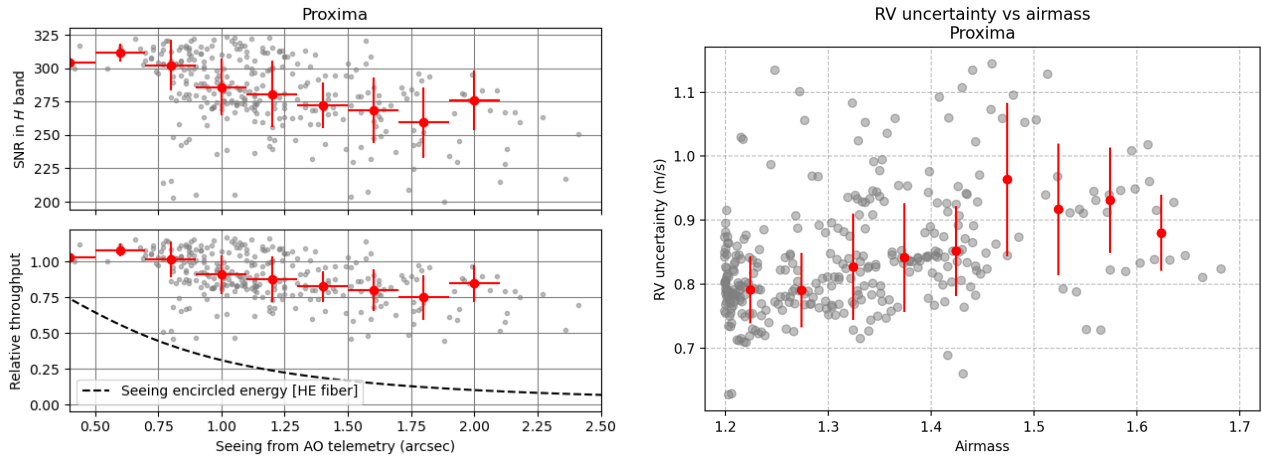 Proxima
325
300
275
250
225
200
SNR in H band
1.00
0.75
0.50
0.25
0.00
Relative throughput
Seeing encircled energy [HE fiber]
0.50 0.75 1.00 1.25 1.50 1.75 2.00 2.25 2.50
Seeing from AO telemetry (arcsec)
RV uncertainty vs airmass
Proxima
1.1
1.0
0.9
0.8
0.7
RV uncertainty (m/s)
1.2 1.3 1.4 1.5 1.6 1.7
Airmass